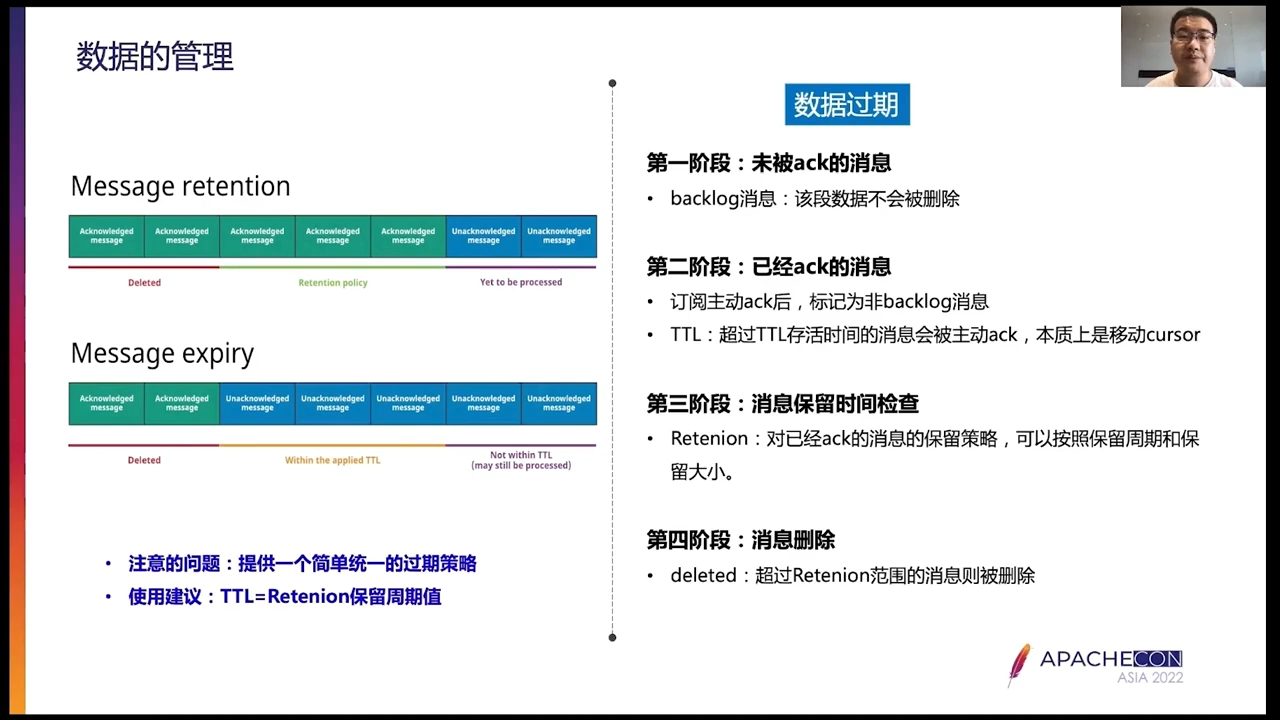 数据的管理
Message retention
Acknowledged message
Acknowledged message
Acknowledged message
Acknowledged message
Acknowledged message
Unacknowledged message
Unacknowledged message
Deleted
Retention policy
Yet to be processed
Message expiry
Acknowledged message
Acknowledged message
Unacknowledged message
Unacknowledged message
Unacknowledged message
Unacknowledged message
Unacknowledged message
Deleted
Within the applied TTL
Not within TTL
(may still be processed)
• 注意的问题：提供一个简单统一的过期策略
• 使用建议：TTL=Retenion保留周期值
数据过期
第一阶段：未被ack的消息
• backlog消息：该段数据不会被删除
第二阶段：已经ack的消息
• 订阅主动ack后，标记为非backlog消息
• TTL：超过TTL存活时间的消息会被主动ack，本质上是移动cursor
第三阶段：消息保留时间检查
• Retenion：对已经ack的消息的保留策略，可以按照保留周期和保
留大小。
第四阶段：消息删除
• deleted：超过Retenion范围的消息则被删除
APACHECON
ASIA 2022